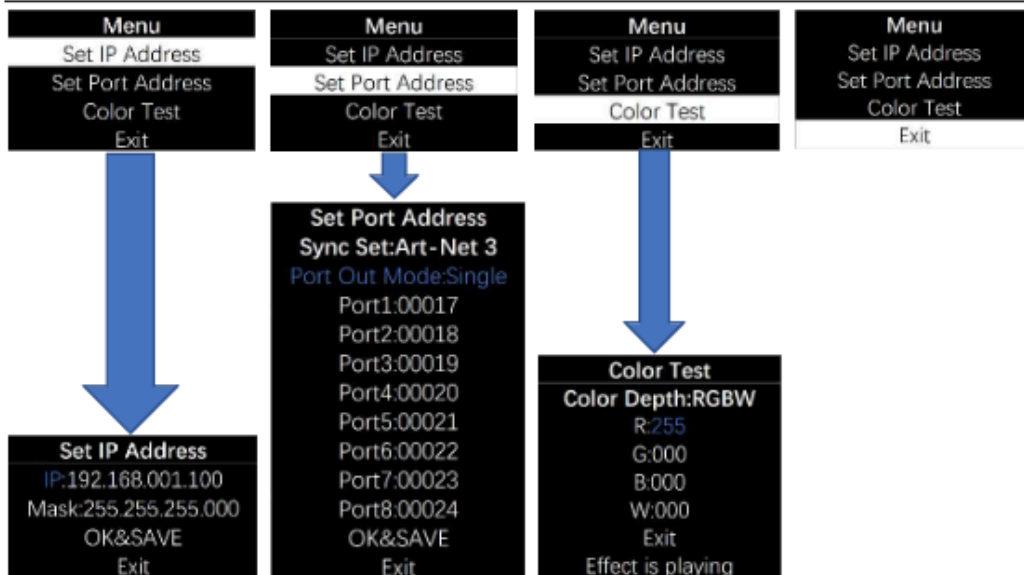 Menu
Set IP Address
Set Port Address
Color Test
Exit
Menu
Set IP Address
Set Port Address
Color Test
Exit
Menu
Set IP Address
Set Port Address
Color Test
Exit
Menu
Set IP Address
Set Port Address
Color Test
Exit
Set IP Address
IP:192.168.001.100
Mask:255.255.255.000
OK&SAVE
Exit
Set Port Address
Sync Set:Art-Net 3
Port Out Mode:Single
Port1:00017
Port2:00018
Port3:00019
Port4:00020
Port5:00021
Port6:00022
Port7:00023
Port8:00024
OK&SAVE
Exit
Color Test
Color Depth:RGBW
R:255
G:000
B:000
W:000
Exit
Effect is playing